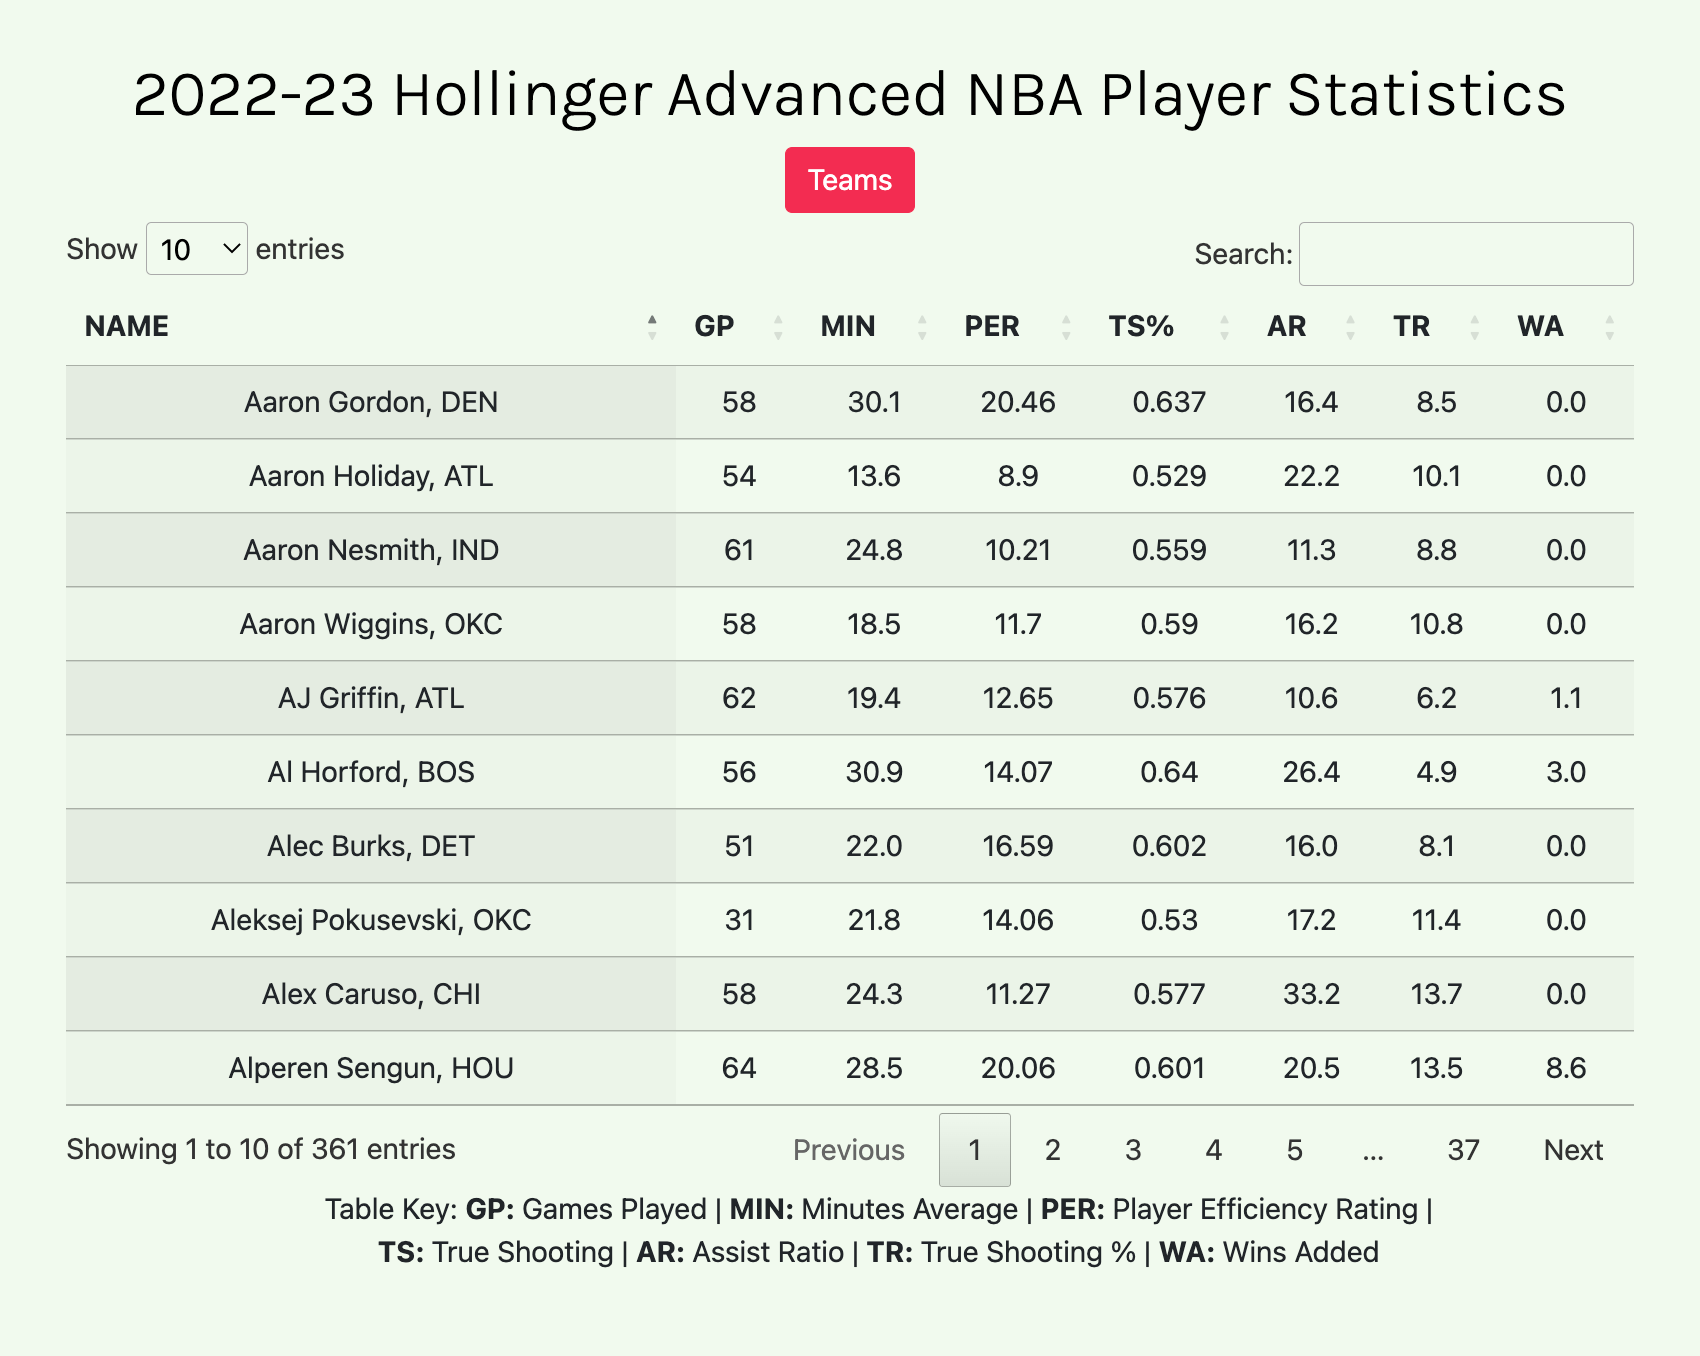 2022-23 Hollinger Advanced NBA Player Statistics
Teams
Show 10 entries Search:
NAME GP MIN PER TS% AR TR WA
Aaron Gordon, DEN 58 30.1 20.46 0.637 16.4 8.5 0.0
Aaron Holiday, ATL 54 13.6 8.9 0.529 22.2 10.1 0.0
Aaron Nesmith, IND 61 24.8 10.21 0.559 11.3 8.8 0.0
Aaron Wiggins, OKC 58 18.5 11.7 0.59 16.2 10.8 0.0
AJ Griffin, ATL 62 19.4 12.65 0.576 10.6 6.2 1.1
Al Horford, BOS 56 30.9 14.07 0.64 26.4 4.9 3.0
Alec Burks, DET 51 22.0 16.59 0.602 16.0 8.1 0.0
Aleksej Pokusevski, OKC 31 21.8 14.06 0.53 17.2 11.4 0.0
Alex Caruso, CHI 58 24.3 11.27 0.577 33.2 13.7 0.0
Alperen Sengun, HOU 64 28.5 20.06 0.601 20.5 13.5 8.6
Showing 1 to 10 of 361 entries Previous 1 2 3 4 5 ... 37 Next
Table Key: GP: Games Played | MIN: Minutes Average | PER: Player Efficiency Rating |
TS: True Shooting | AR: Assist Ratio | TR: True Shooting % | WA: Wins Added